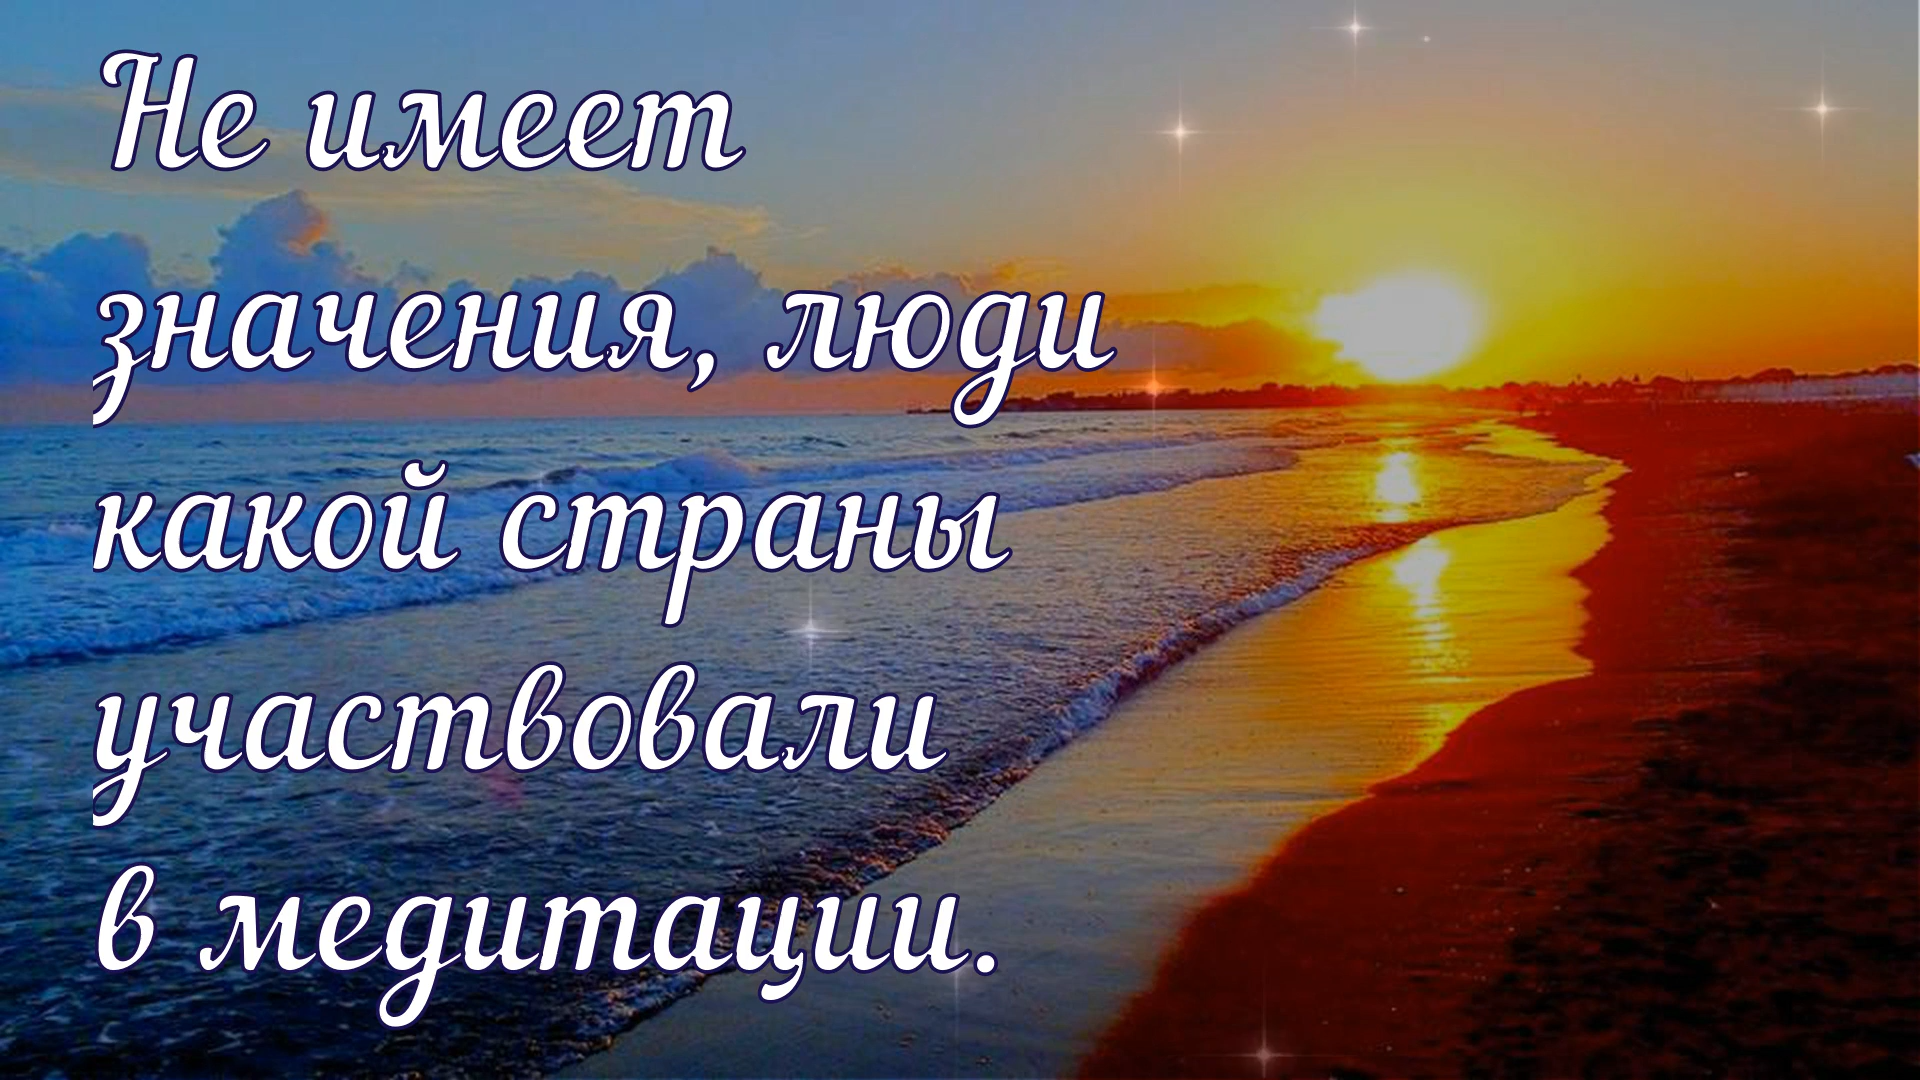 Не имеет
значения, люди
какой страны
участвовали
в медитации.